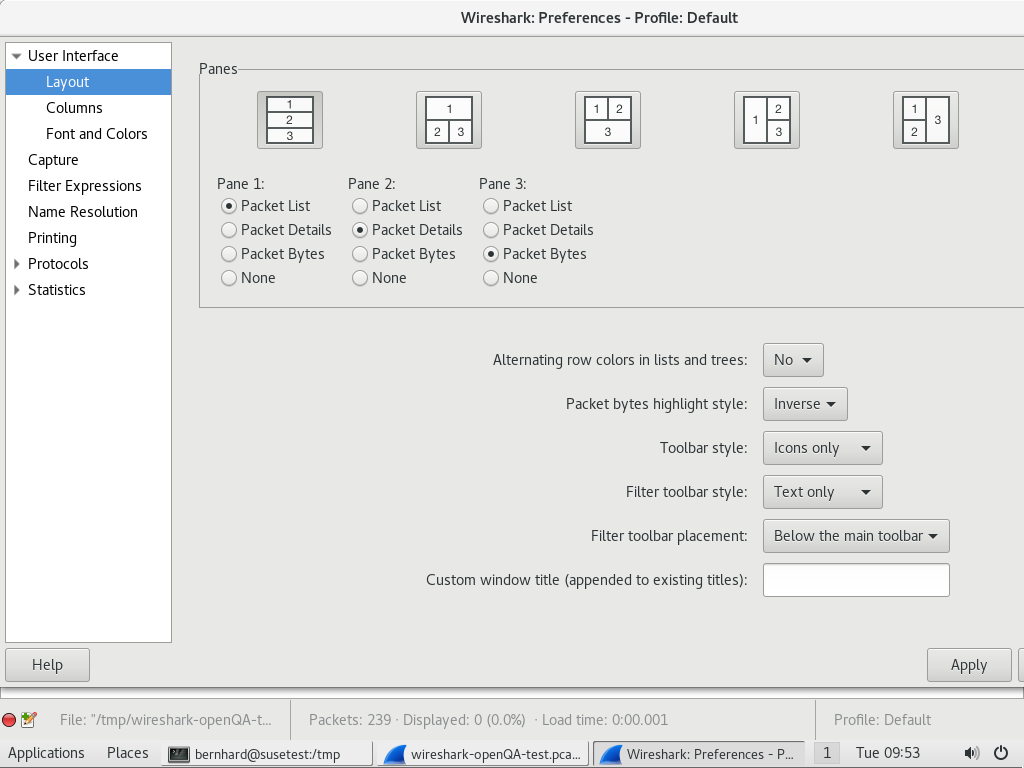 Wireshark: Preferences - Profile: Default
User Interface
Layout
Columns
Font and Colors
Capture
Filter Expressions
Name Resolution
Printing
Protocols
Statistics
Panes
1
2
3
1
2 3
1 2
3
1 2
3
1 3
2
Pane 1: Pane 2: Pane 3:
Packet List Packet List Packet List
Packet Details Packet Details Packet Details
Packet Bytes Packet Bytes Packet Bytes
None None None
Alternating row colors in lists and trees: No
Packet bytes highlight style: Inverse
Toolbar style: Icons only
Filter toolbar style: Text only
Filter toolbar placement: Below the main toolbar
Custom window title (appended to existing titles):
Help Apply
File: "/tmp/wireshark-openQA-t... Packets: 239 · Displayed: 0 (0.0%) · Load time: 0:00.001 Profile: Default
Applications Places bernhard@susetest:/tmp wireshark-openQA-test.pca... Wireshark: Preferences - P... 1 Tue 09:53